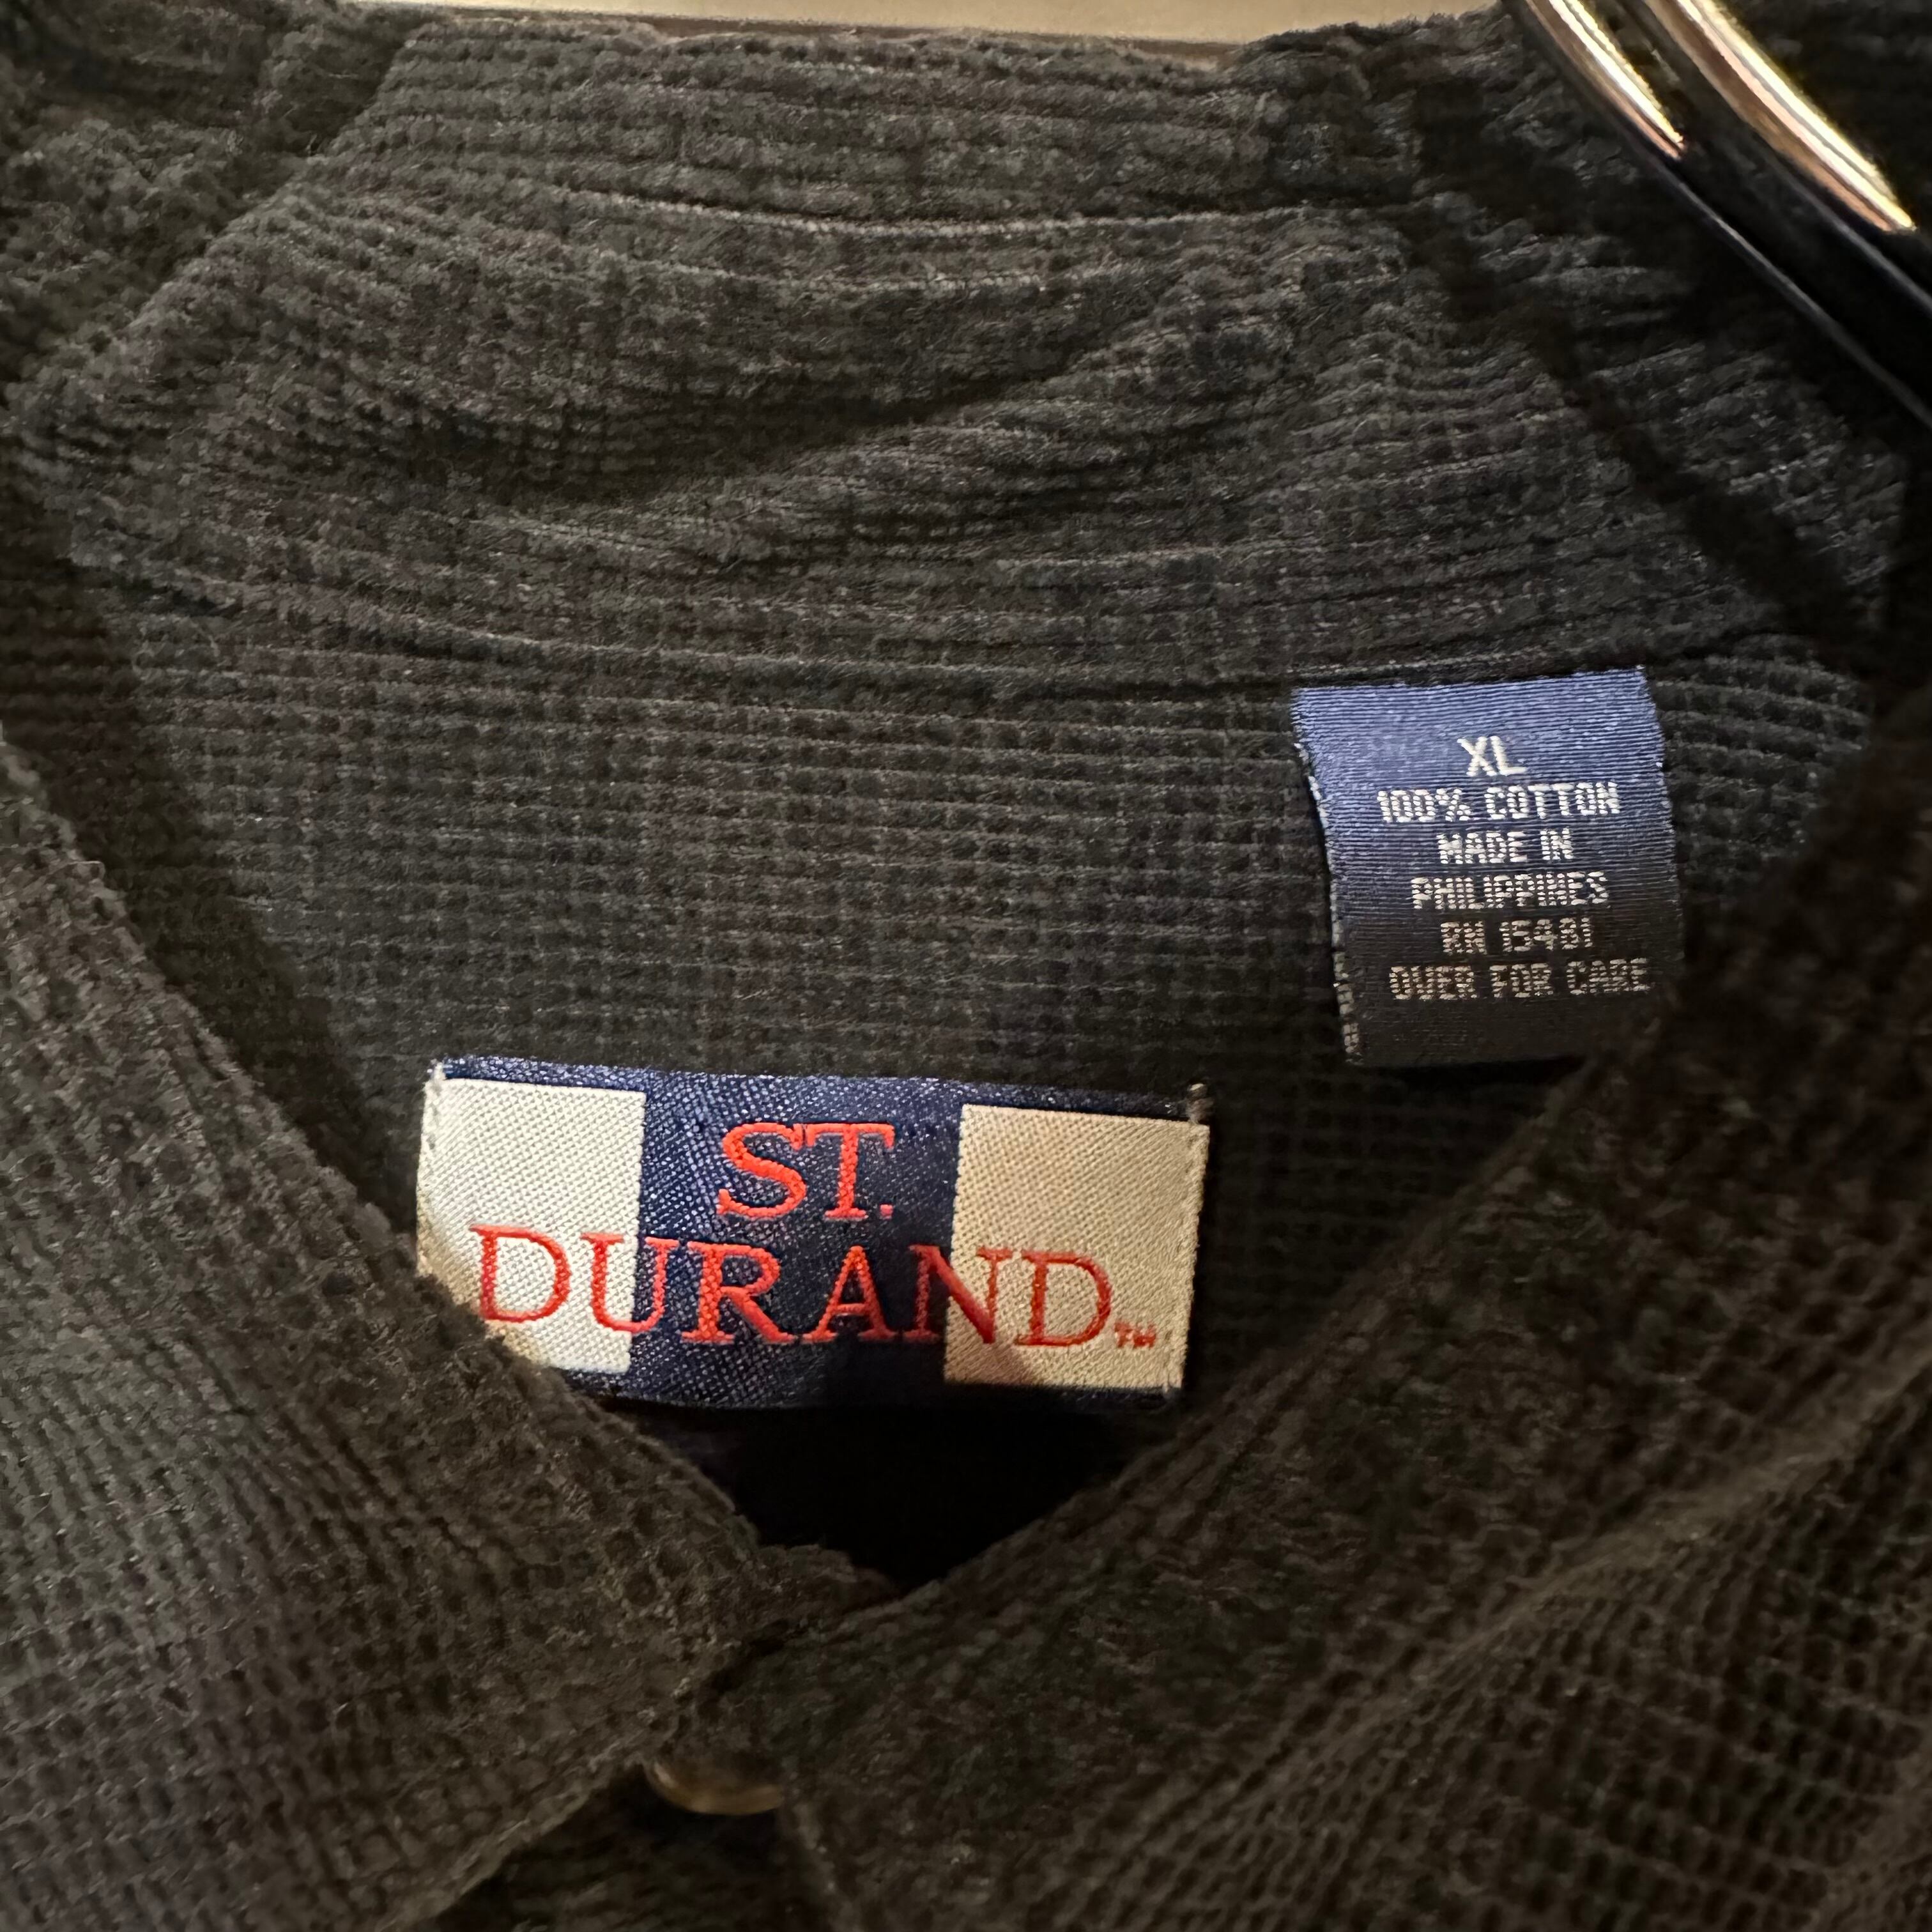 XL
100% COTTON
MADE IN
PHILIPPINES
RN 15481
OVER FOR CARE
ST.
DURAND™